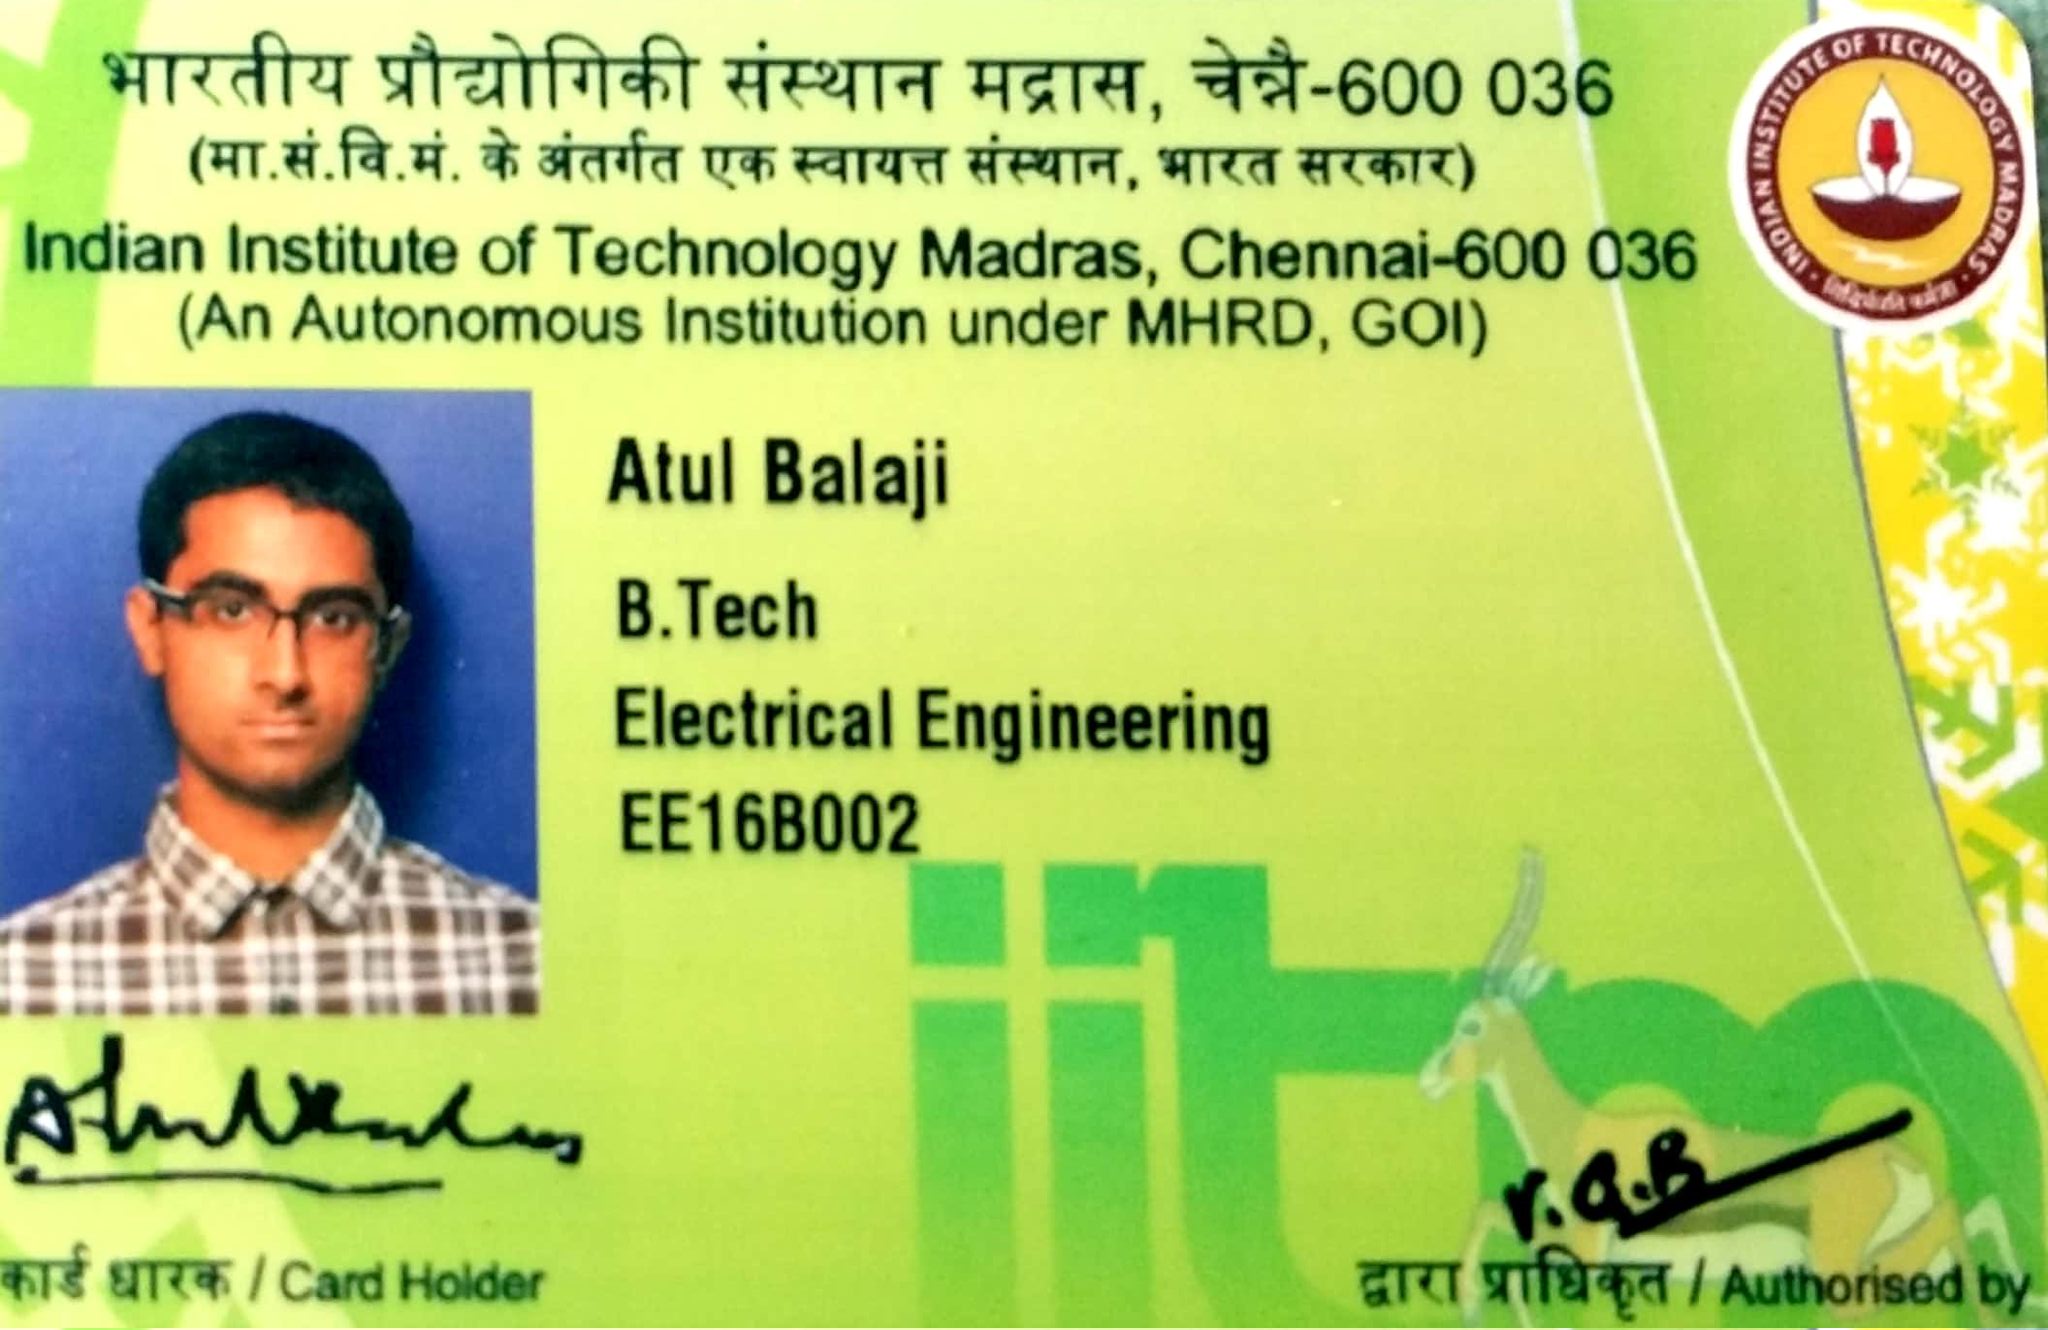 भारतीय प्रौद्योगिकी संस्थान मद्रास, चेन्नै-600 036
(मा.सं.वि.मं. के अंतर्गत एक स्वायत्त संस्थान, भारत सरकार)
Indian Institute of Technology Madras, Chennai-600 036
(An Autonomous Institution under MHRD, GOI)
INDIAN INSTITUTE OF TECHNOLOGY MADRAS
Atul Balaji
B.Tech
Electrical Engineering
EE16B002
iitm
कार्ड धारक / Card Holder
द्वारा प्राधिकृत / Authorised by